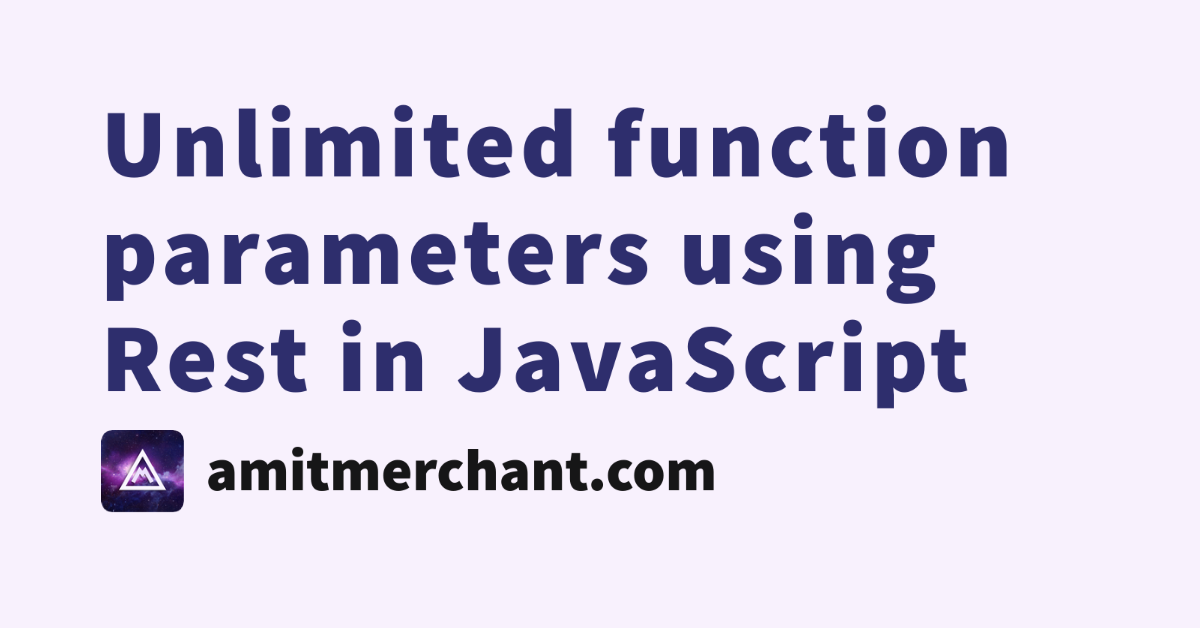 Unlimited function
parameters using
Rest in JavaScript
amitmerchant.com